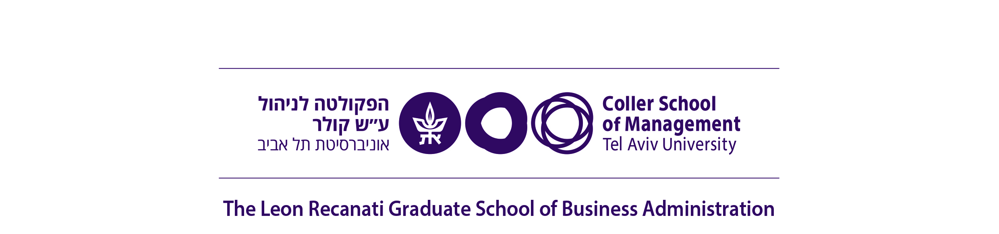 הפקולטה לניהול
ע״ש קולר
אוניברסיטת תל אביב
Coller School
of Management
Tel Aviv University
The Leon Recanati Graduate School of Business Administration